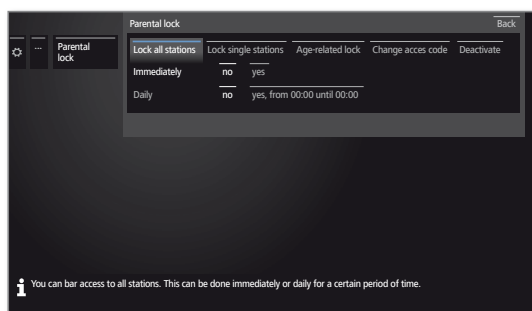 Parental lock Back
... Parental lock
Lock all stations Lock single stations Age-related lock Change acces code Deactivate
Immediately no yes
Daily no yes, from 00:00 until 00:00
You can bar access to all stations. This can be done immediately or daily for a certain period of time.